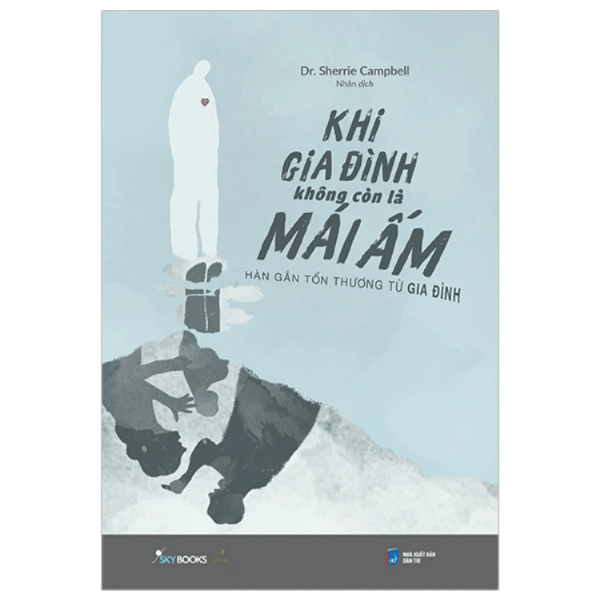 Dr. Sherrie Campbell
Nhân dịch
KHI
GIA ĐÌNH
không còn là
MÁI ẤM
HÀN GẮN TỔN THƯƠNG TỪ GIA ĐÌNH
SKYBOOKS
NHÀ XUẤT BẢN
DÂN TRÍ